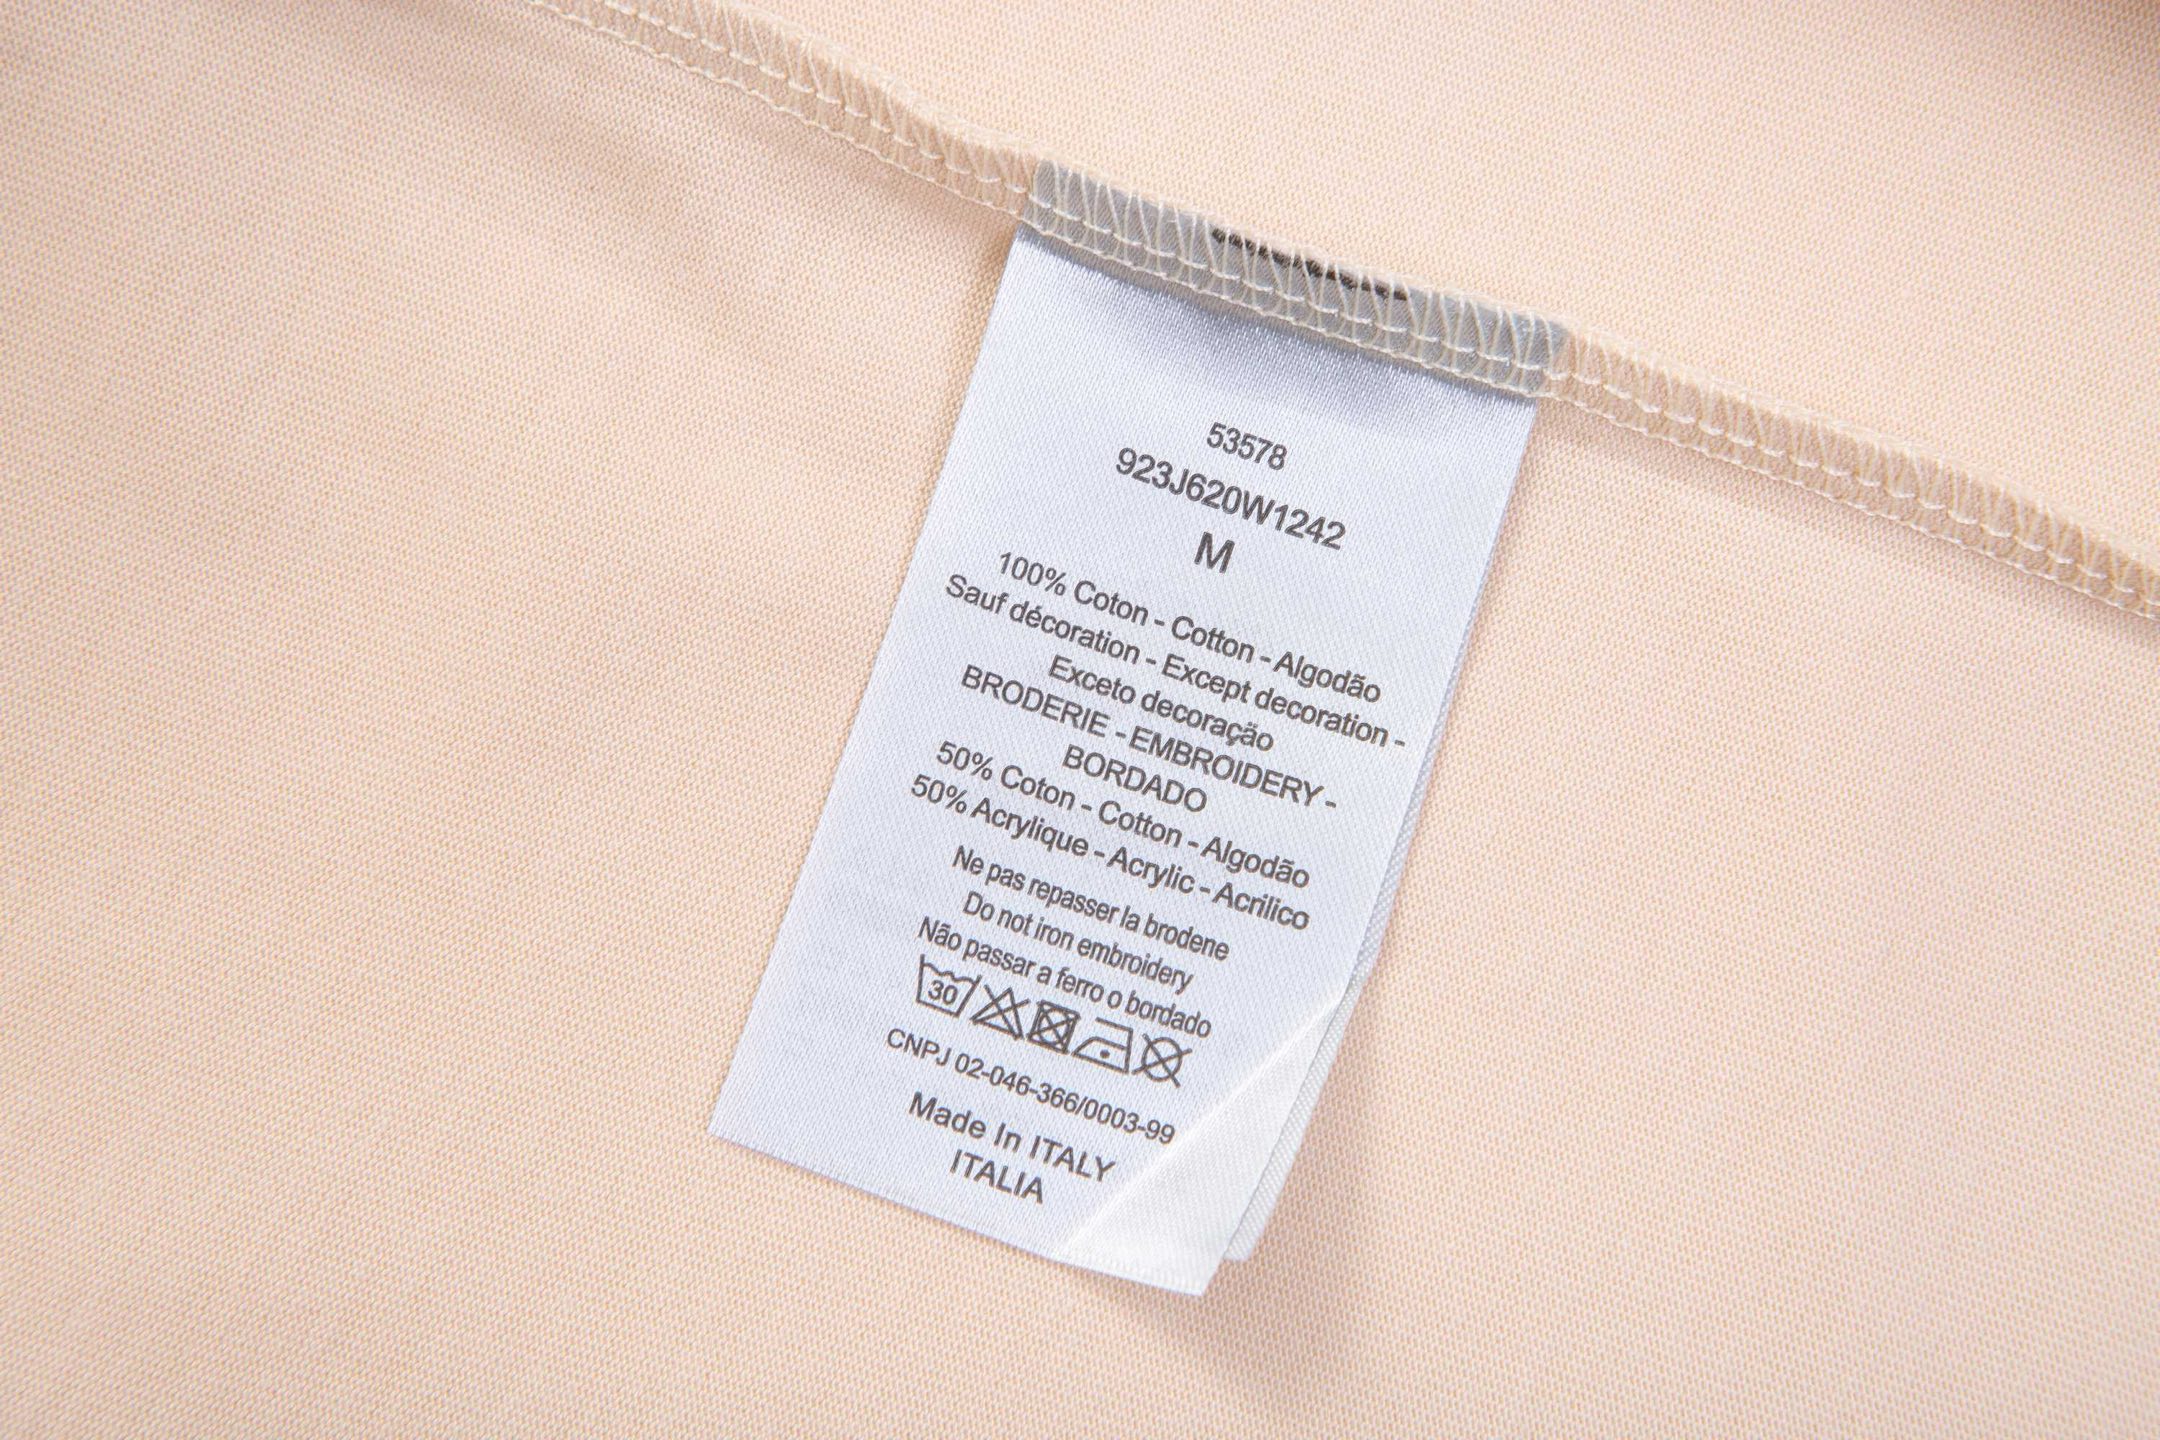 53578
923J620W1242
M
100% Coton - Cotton - Algodão
Sauf décoration - Except decoration -
Exceto decoração
BRODERIE - EMBROIDERY -
BORDADO
50% Coton - Cotton - Algodão
50% Acrylique - Acrylic - Acrilico
Ne pas repasser la brodene
Do not iron embroidery
Não passar a ferro o bordado
30
CNPJ 02-046-366/0003-99
Made In ITALY
ITALIA